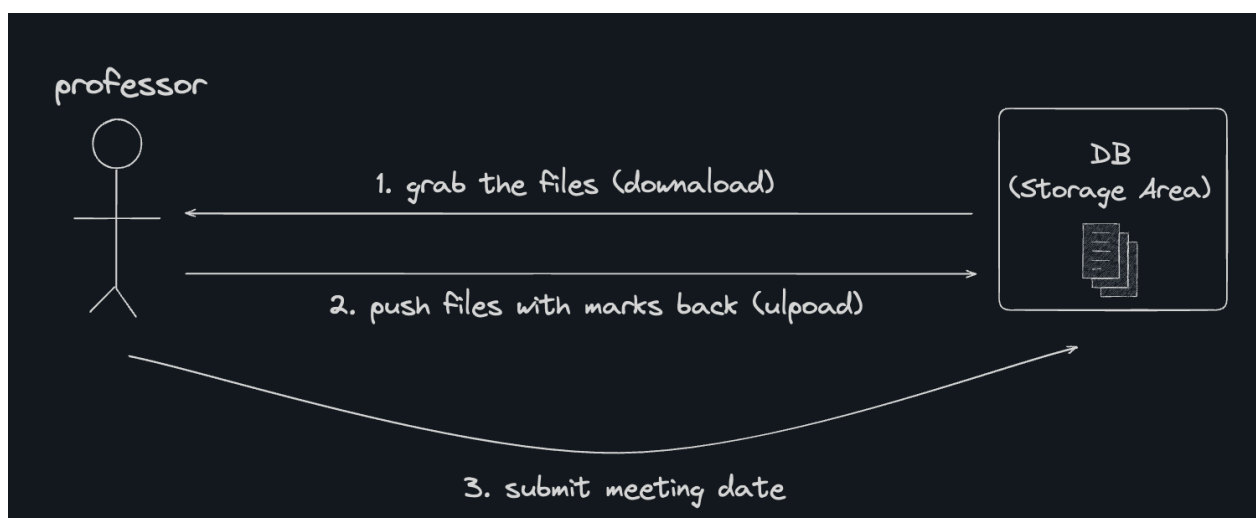 professor
1. grab the files (downaload)
DB
(Storage Area)
2. push files with marks back (ulpoad)
3. submit meeting date